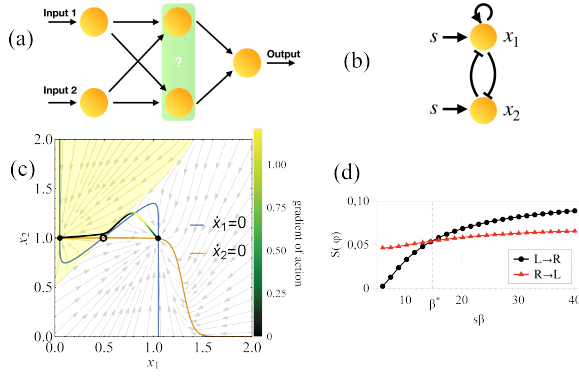 (a)
Input 1
Input 2
?
Output
(b)
s
x₁
s
x₂
(c)
2.0
1.5
1.0
0.5
0.0
x₂
0.0 0.5 1.0 1.5 2.0
x₁
ẋ₁=0
ẋ₂=0
1.00
0.75
0.50
0.25
0.00
gradient of action
(d)
0,10
0,05
0
S(φ)
10 β* 20 30 40
sβ
L→R
R→L